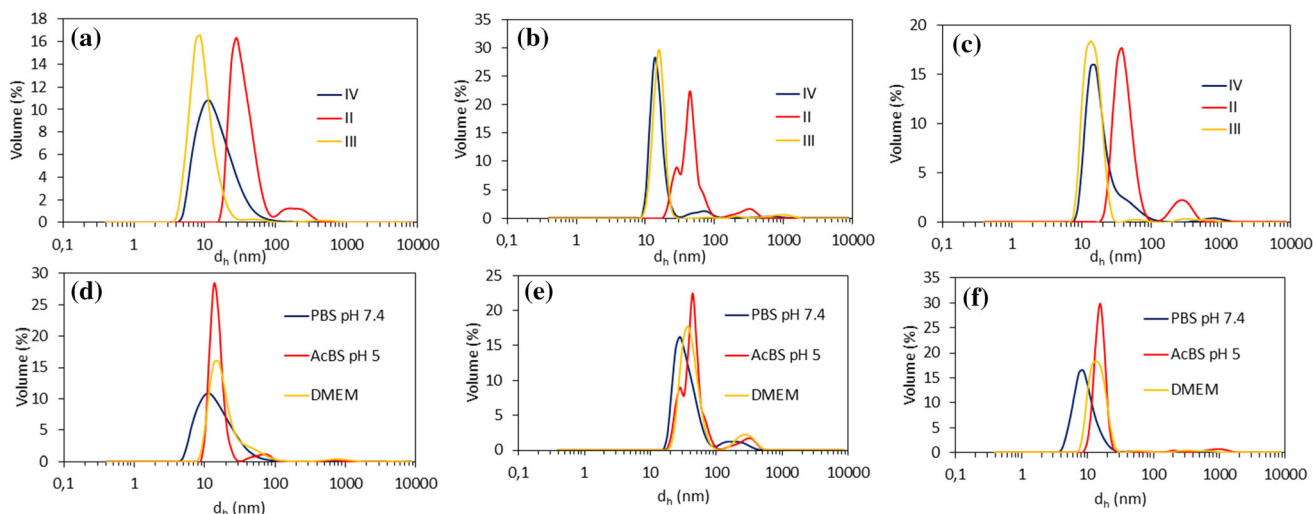 (a)
Volume (%)
18
16
14
12
10
8
6
4
2
0
0,1 1 10 100 1000 10000
d_h (nm)
IV
II
III
(b)
Volume (%)
35
30
25
20
15
10
5
0
0,1 1 10 100 1000 10000
d_h (nm)
IV
II
III
(c)
Volume (%)
20
15
10
5
0
0,1 1 10 100 1000 10000
d_h (nm)
IV
II
III
(d)
Volume (%)
30
25
20
15
10
5
0
0,1 1 10 100 1000 10000
d_h (nm)
PBS pH 7.4
AcBS pH 5
DMEM
(e)
Volume (%)
25
20
15
10
5
0
0,1 1 10 100 1000 10000
d_h (nm)
PBS pH 7.4
AcBS pH 5
DMEM
(f)
Volume (%)
35
30
25
20
15
10
5
0
0,1 1 10 100 1000 10000
d_h (nm)
PBS pH 7.4
AcBS pH 5
DMEM